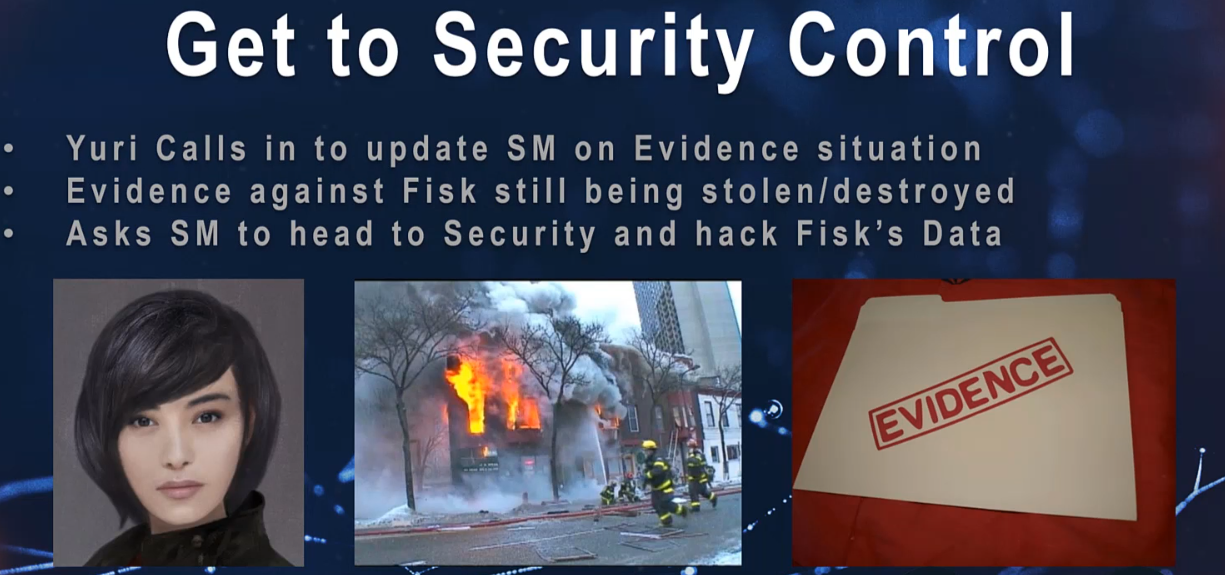 Get to Security Control
• Yuri Calls in to update SM on Evidence situation
• Evidence against Fisk still being stolen/destroyed
• Asks SM to head to Security and hack Fisk’s Data
EVIDENCE